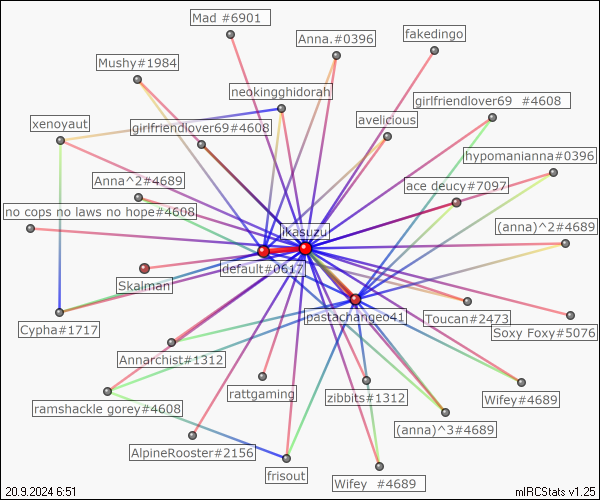 Mad #6901
Anna.#0396
fakedingo
Mushy#1984
neokingghidorah
girlfriendlover69 #4608
xenoyaut
girlfriendlover69#4608
avelicious
hypomanianna#0396
Anna^2#4689
ace deucy#7097
no cops no laws no hope#4608
(anna)^2#4689
ikasuzu
default#0617
Skalman
pastachangeo41
Toucan#2473
Cypha#1717
Soxy Foxy#5076
Annarchist#1312
rattgaming
zibbits#1312
Wifey#4689
ramshackle gorey#4608
(anna)^3#4689
AlpineRooster#2156
frisout
Wifey #4689
20.9.2024 6:51
mIRCStats v1.25